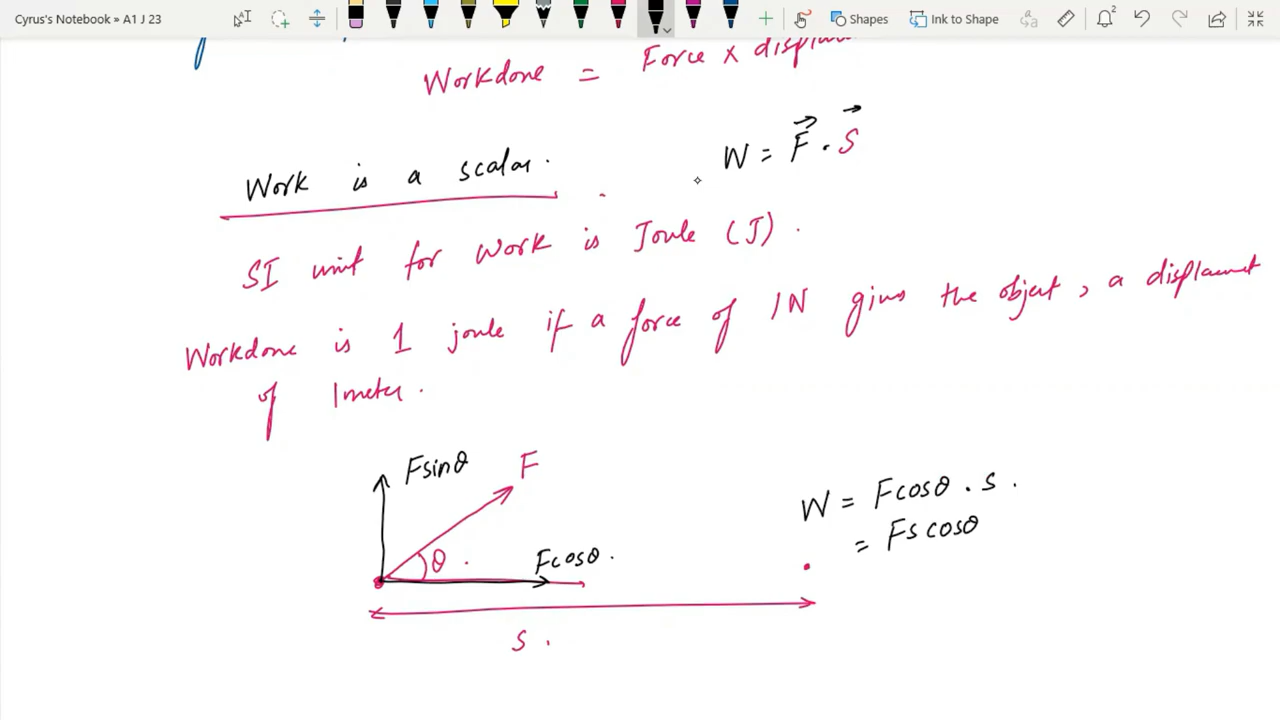 Cyrus's Notebook » A1 J 23
Shapes
Ink to Shape
2
Workdone = Force x
W = F . S
Work is a scalar.
SI unit for Work is Joule (J).
Workdone is 1 joule if a force of 1N gives the object, a
of 1meter.
Fsinθ
F
θ
Fcosθ.
W = Fcosθ . s.
= Fs cosθ
s.